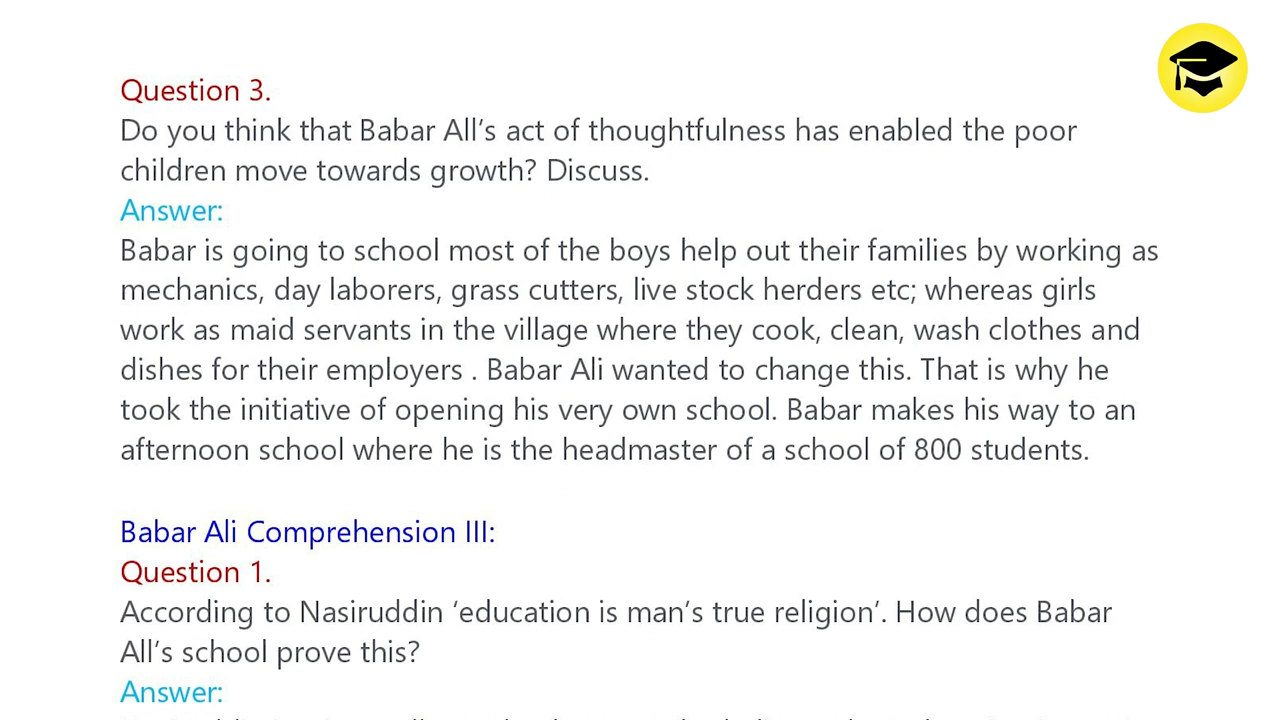 Question 3.
Do you think that Babar All’s act of thoughtfulness has enabled the poor
children move towards growth? Discuss.
Answer:
Babar is going to school most of the boys help out their families by working as
mechanics, day laborers, grass cutters, live stock herders etc; whereas girls
work as maid servants in the village where they cook, clean, wash clothes and
dishes for their employers . Babar Ali wanted to change this. That is why he
took the initiative of opening his very own school. Babar makes his way to an
afternoon school where he is the headmaster of a school of 800 students.
Babar Ali Comprehension III:
Question 1.
According to Nasiruddin ‘education is man’s true religion’. How does Babar
All’s school prove this?
Answer: